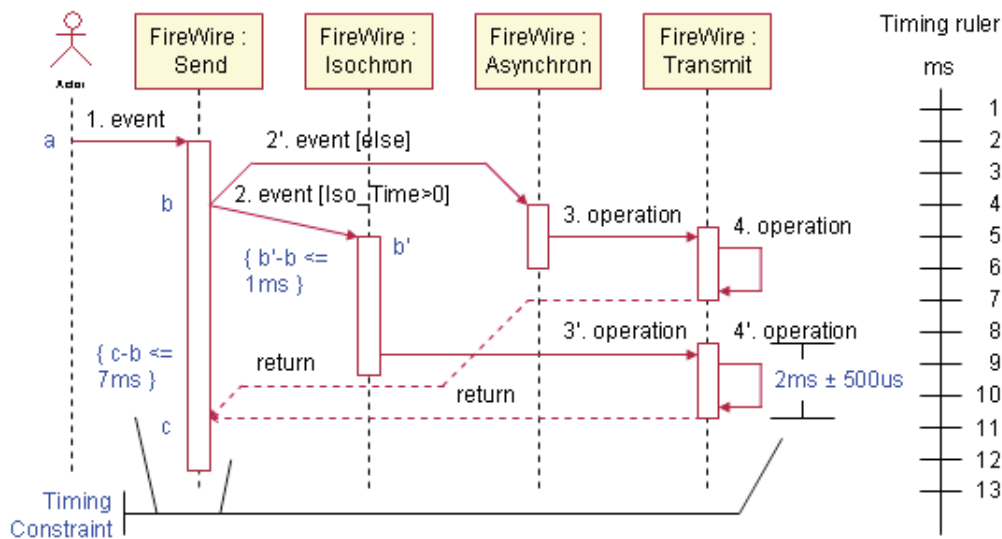 FireWire :
Send
FireWire :
Isochron
FireWire :
Asynchron
FireWire :
Transmit
Timing ruler
ms
Actor
1. event
a
2'. event [else]
b
2. event [Iso_Time>0]
3. operation
4. operation
b'
{ b'-b <=
1ms }
3'. operation
4'. operation
{ c-b <=
7ms }
return
2ms ± 500us
return
c
Timing
Constraint
1
2
3
4
5
6
7
8
9
10
11
12
13